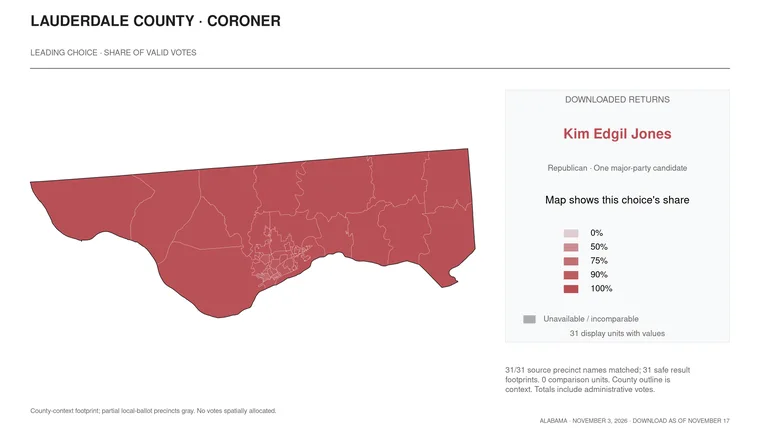 LAUDERDALE COUNTY · CORONER
LEADING CHOICE · SHARE OF VALID VOTES
DOWNLOADED RETURNS
Kim Edgil Jones
Republican · One major-party candidate
Map shows this choice's share
0%
50%
75%
90%
100%
Unavailable / incomparable
31 display units with values
31/31 source precinct names matched; 31 safe result
footprints. 0 comparison units. County outline is
context. Totals include administrative votes.
County-context footprint; partial local-ballot precincts gray. No votes spatially allocated.
ALABAMA · NOVEMBER 3, 2026 · DOWNLOAD AS OF NOVEMBER 17